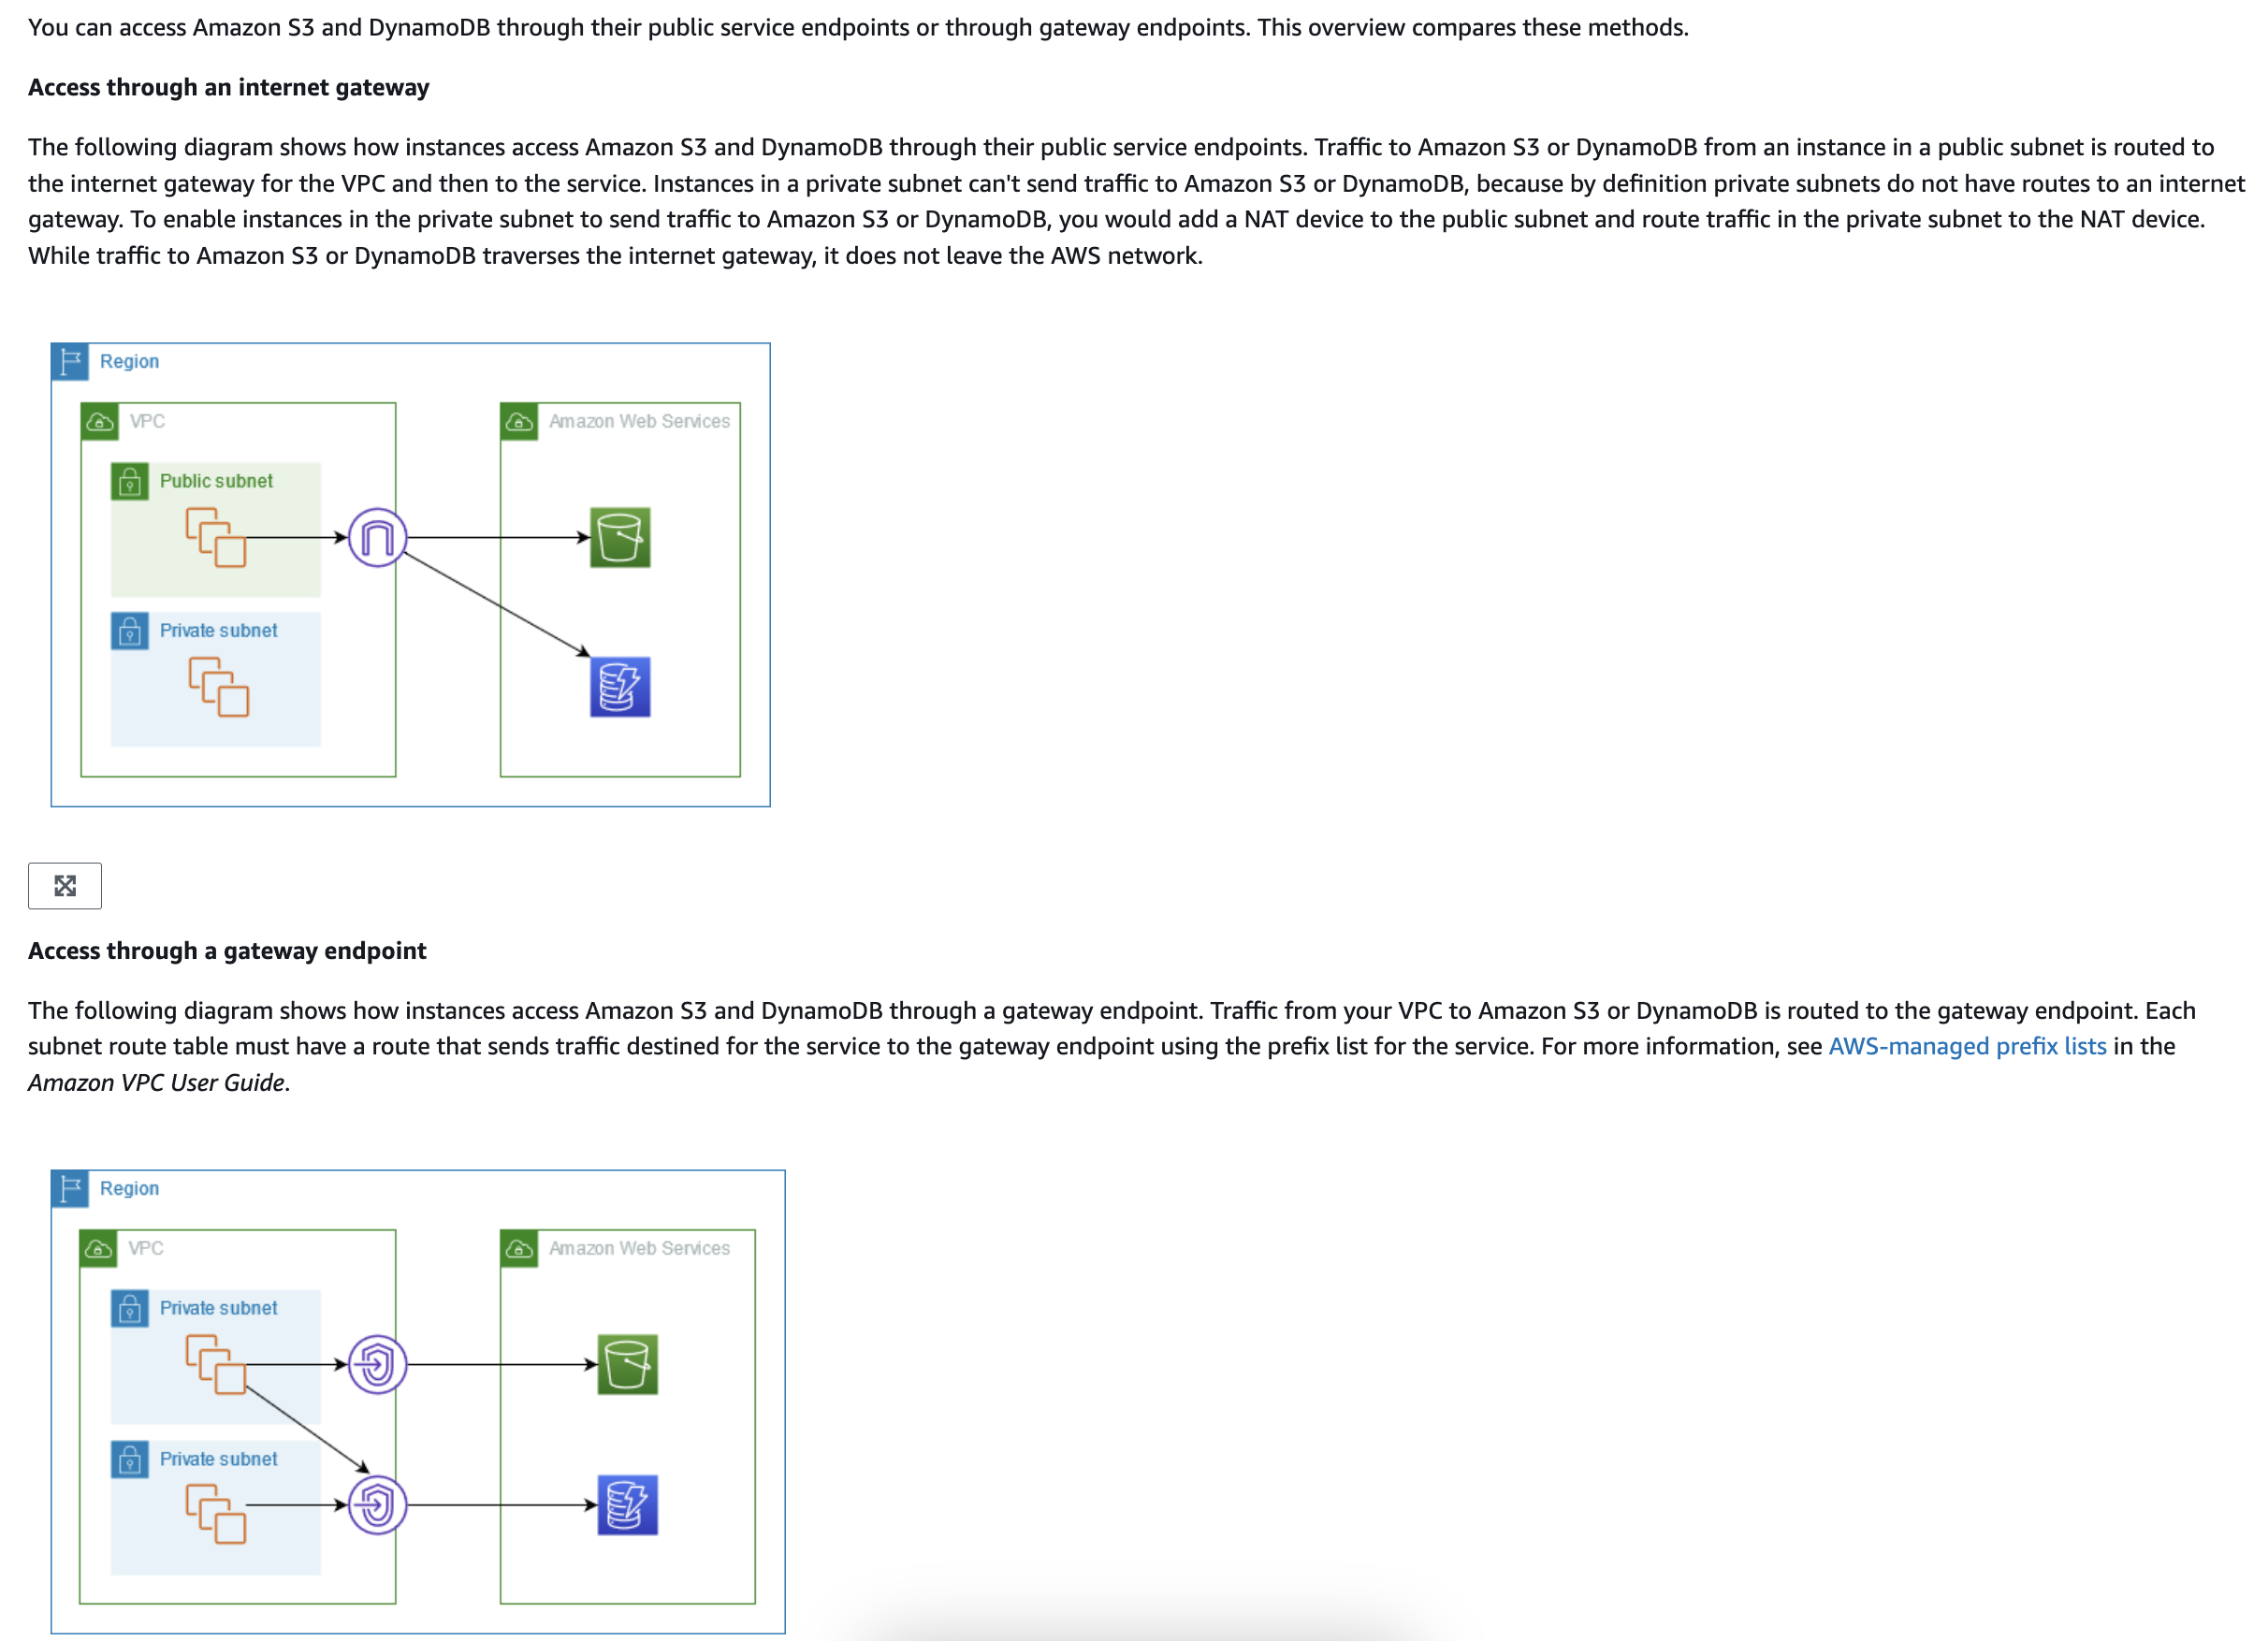 You can access Amazon S3 and DynamoDB through their public service endpoints or through gateway endpoints. This overview compares these methods.
Access through an internet gateway
The following diagram shows how instances access Amazon S3 and DynamoDB through their public service endpoints. Traffic to Amazon S3 or DynamoDB from an instance in a public subnet is routed to
the internet gateway for the VPC and then to the service. Instances in a private subnet can't send traffic to Amazon S3 or DynamoDB, because by definition private subnets do not have routes to an internet
gateway. To enable instances in the private subnet to send traffic to Amazon S3 or DynamoDB, you would add a NAT device to the public subnet and route traffic in the private subnet to the NAT device.
While traffic to Amazon S3 or DynamoDB traverses the internet gateway, it does not leave the AWS network.
Region
VPC
Amazon Web Services
Public subnet
Private subnet
Access through a gateway endpoint
The following diagram shows how instances access Amazon S3 and DynamoDB through a gateway endpoint. Traffic from your VPC to Amazon S3 or DynamoDB is routed to the gateway endpoint. Each
subnet route table must have a route that sends traffic destined for the service to the gateway endpoint using the prefix list for the service. For more information, see AWS-managed prefix lists in the
Amazon VPC User Guide.
Region
VPC
Amazon Web Services
Private subnet
Private subnet